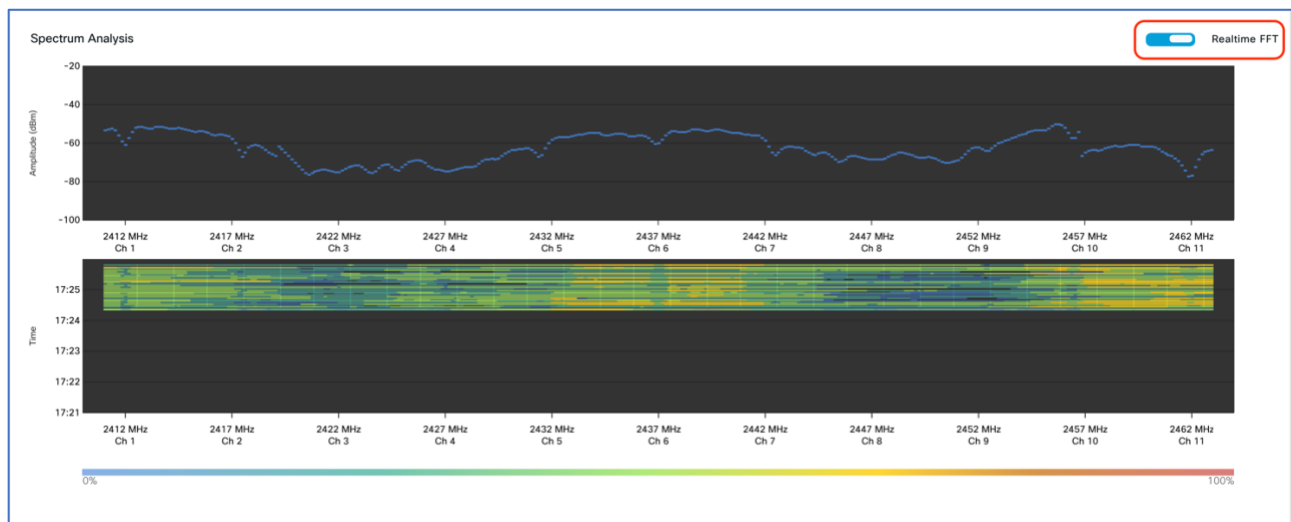 Spectrum Analysis
Realtime FFT
Amplitude (dBm)
-20
-40
-60
-80
-100
2412 MHz 2417 MHz 2422 MHz 2427 MHz 2432 MHz 2437 MHz 2442 MHz 2447 MHz 2452 MHz 2457 MHz 2462 MHz
Ch 1 Ch 2 Ch 3 Ch 4 Ch 5 Ch 6 Ch 7 Ch 8 Ch 9 Ch 10 Ch 11
Time
17:25
17:24
17:23
17:22
17:21
2412 MHz 2417 MHz 2422 MHz 2427 MHz 2432 MHz 2437 MHz 2442 MHz 2447 MHz 2452 MHz 2457 MHz 2462 MHz
Ch 1 Ch 2 Ch 3 Ch 4 Ch 5 Ch 6 Ch 7 Ch 8 Ch 9 Ch 10 Ch 11
0% 100%